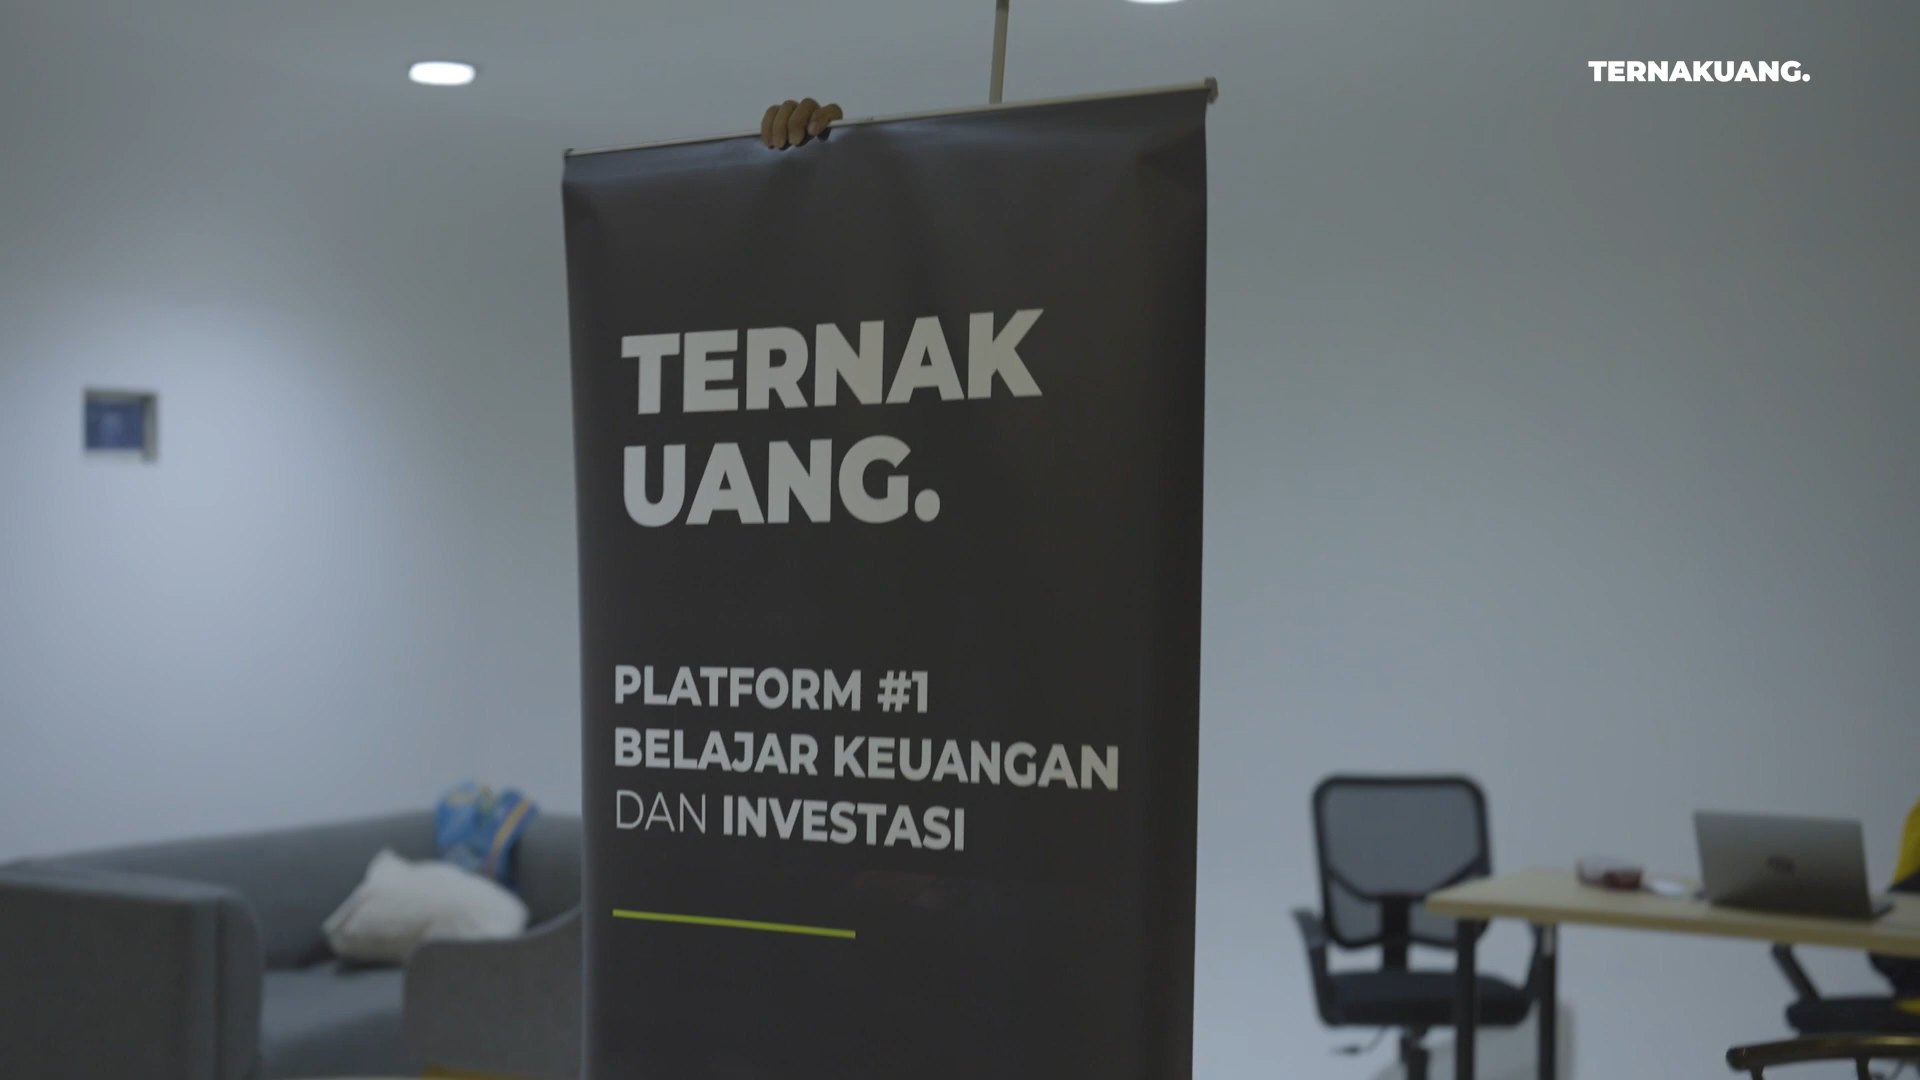 TERNAKUANG.
TERNAK
UANG.
PLATFORM #1
BELAJAR KEUANGAN
DAN INVESTASI